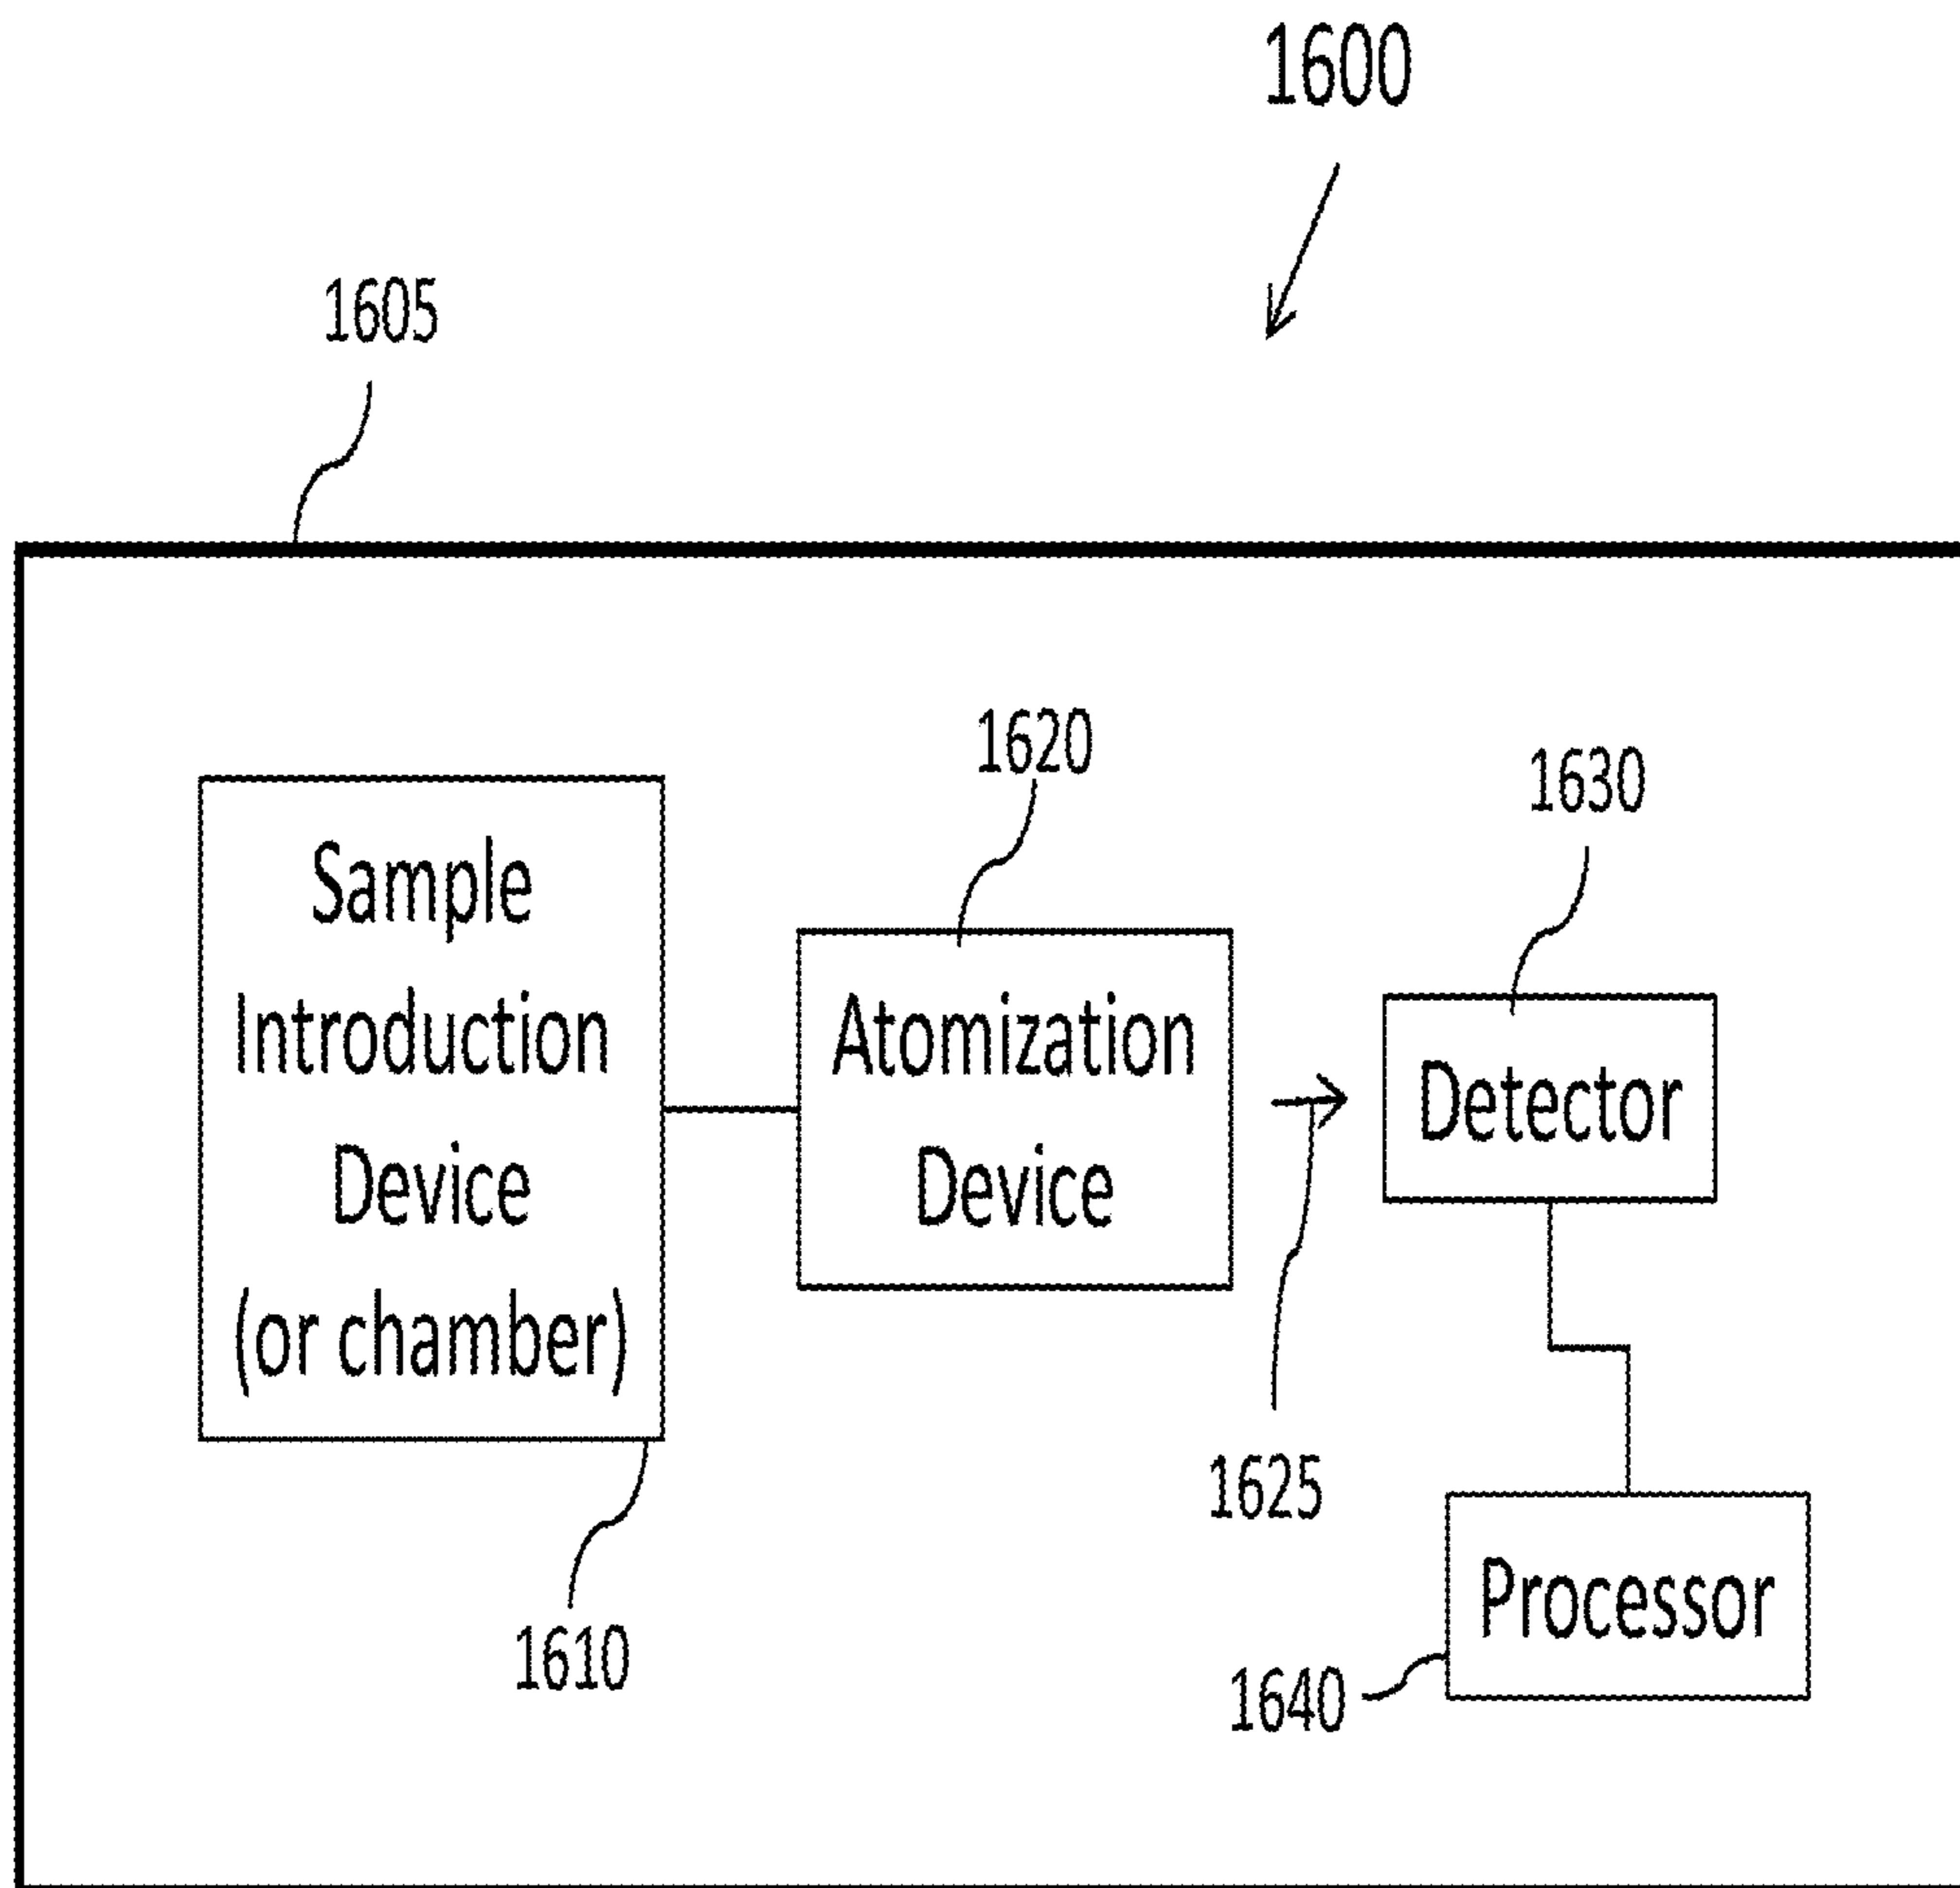 1600
1605
1620
1630
Sample
Introduction
Device
(or chamber)
Atomization
Device
Detector
1625
1610
Processor
1640